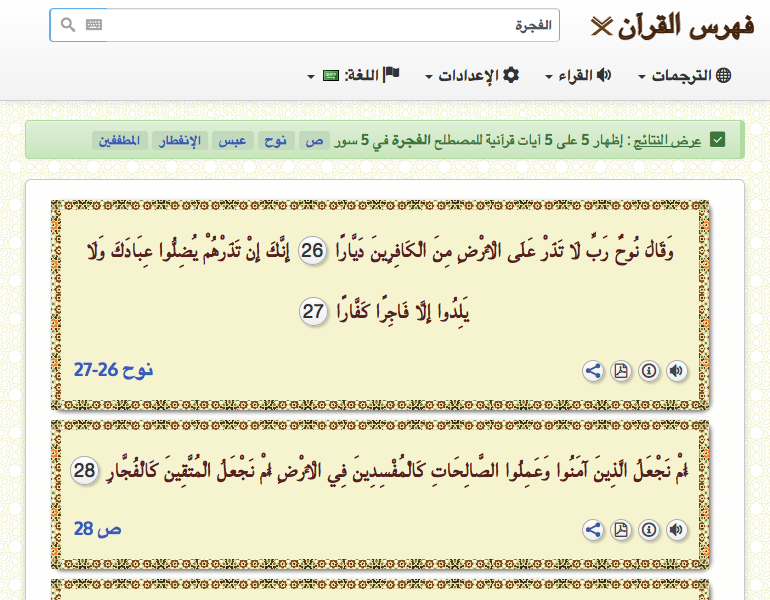 فهرس القرآن
الفجرة
الترجمات
القراء
الإعدادات
اللغة:
عرض النتائج : إظهار 5 على 5 آيات قرآنية للمصطلح الفجرة في 5 سور ص نوح عبس الإنفطار المطففين
وَقَالَ نُوحٌ رَبِّ لَا تَذَرْ عَلَى الْأَرْضِ مِنَ الْكَافِرِينَ دَيَّارًا 26 إِنَّكَ إِنْ تَذَرْهُمْ يُضِلُّوا عِبَادَكَ وَلَا
يَلِدُوا إِلَّا فَاجِرًا كَفَّارًا 27
نوح 26-27
أَمْ نَجْعَلُ الَّذِينَ آمَنُوا وَعَمِلُوا الصَّالِحَاتِ كَالْمُفْسِدِينَ فِي الْأَرْضِ أَمْ نَجْعَلُ الْمُتَّقِينَ كَالْفُجَّارِ 28
ص 28